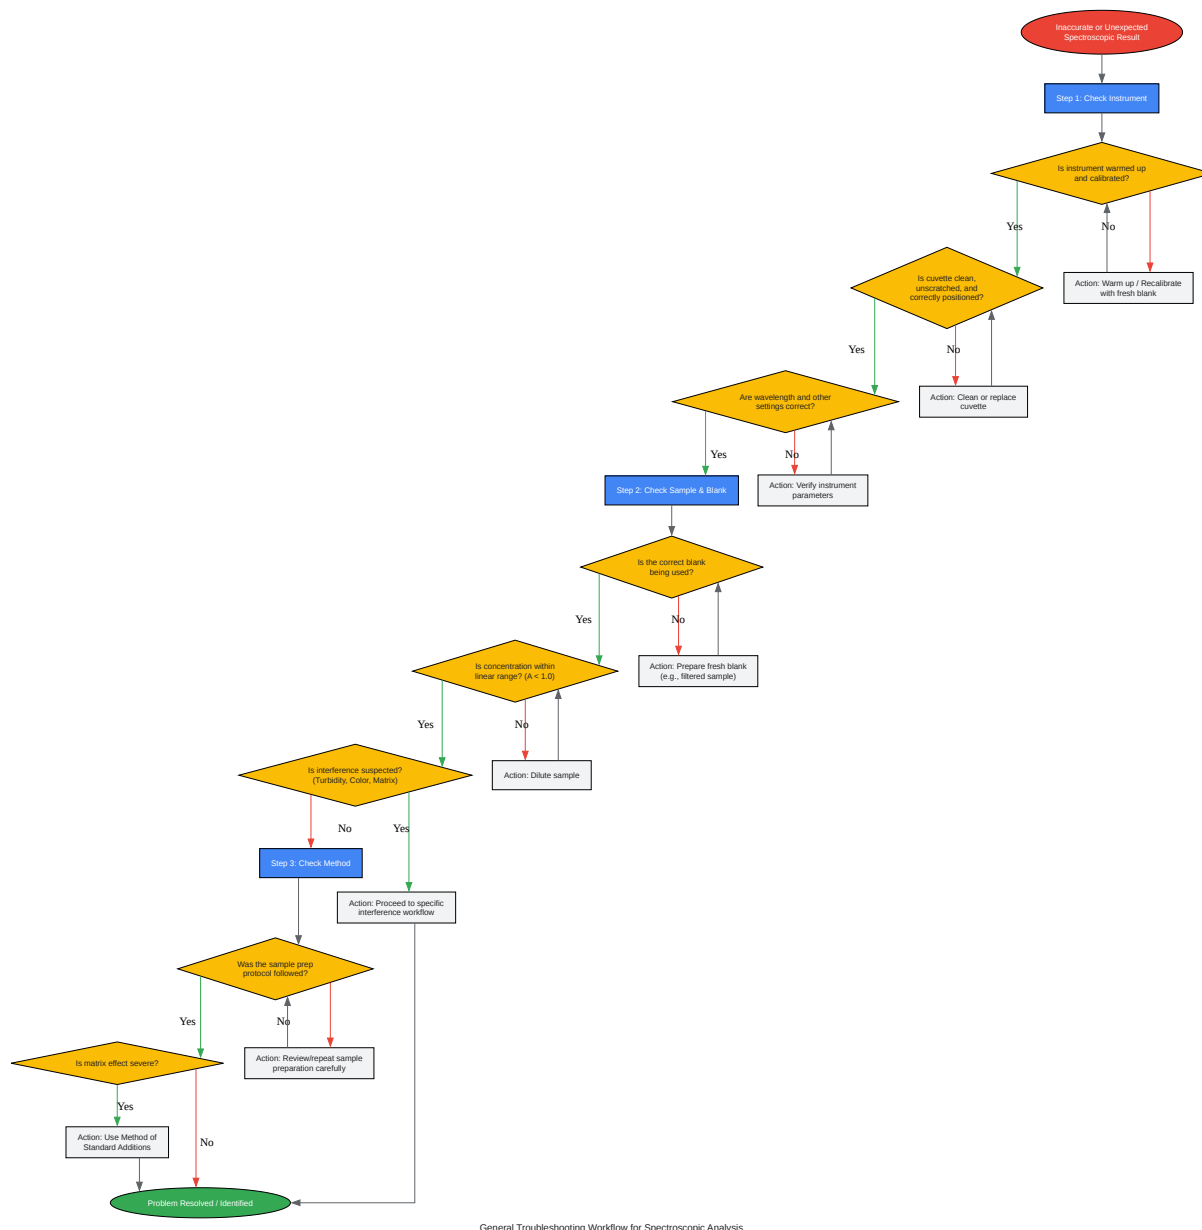 Inaccurate or Unexpected
Spectroscopic Result
Step 1: Check Instrument
Is instrument warmed up
and calibrated?
Yes
No
Action: Warm up / Recalibrate
with fresh blank
Is cuvette clean,
unscratched, and
correctly positioned?
Yes
No
Action: Clean or replace
cuvette
Are wavelength and other
settings correct?
Yes
No
Action: Verify instrument
parameters
Step 2: Check Sample & Blank
Is the correct blank
being used?
Yes
No
Action: Prepare fresh blank
(e.g., filtered sample)
Is concentration within
linear range? (A < 1.0)
Yes
No
Action: Dilute sample
Is interference suspected?
(Turbidity, Color, Matrix)
No
Yes
Step 3: Check Method
Action: Proceed to specific
interference workflow
Was the sample prep
protocol followed?
Yes
No
Action: Review/repeat sample
preparation carefully
Is matrix effect severe?
Yes
No
Action: Use Method of
Standard Additions
Problem Resolved / Identified
General Troubleshooting Workflow for Spectroscopic Analysis